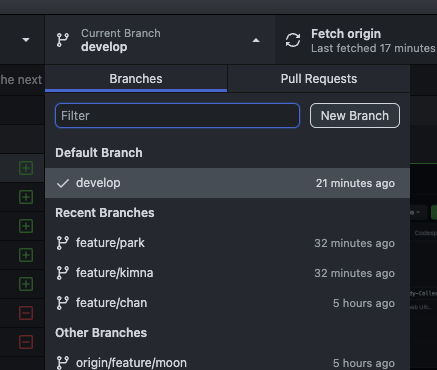 Current Branch
develop
Fetch origin
Last fetched 17 minutes
he next
Branches
Pull Requests
Filter
New Branch
Default Branch
develop
21 minutes ago
Recent Branches
feature/park
32 minutes ago
feature/kimna
32 minutes ago
feature/chan
5 hours ago
Other Branches
origin/feature/moon
5 hours ago